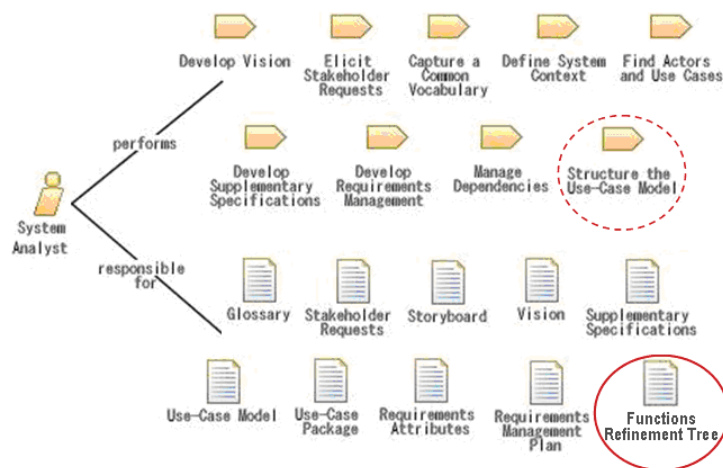 Develop Vision
Elicit
Stakeholder
Requests
Capture a
Common
Vocabulary
Define System
Context
Find Actors
and Use Cases
performs
Develop
Supplementary
Specifications
Develop
Requirements
Management
Manage
Dependencies
Structure the
Use-Case Model
System
Analyst
responsible
for
Glossary
Stakeholder
Requests
Storyboard
Vision
Supplementary
Specifications
Use-Case Model
Use-Case
Package
Requirements
Attributes
Requirements
Management
Plan
Functions
Refinement Tree